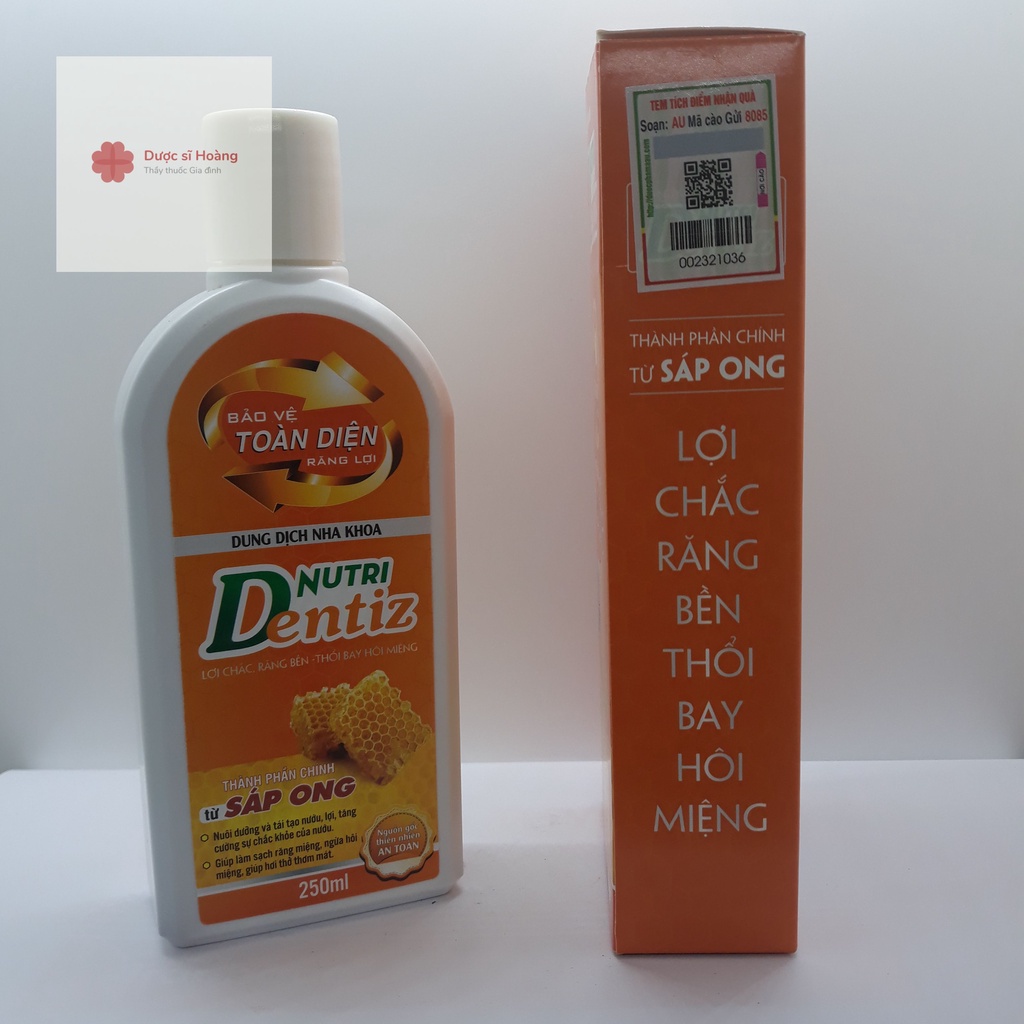 Dược sĩ Hoàng
Thầy thuốc Gia đình
BẢO VỆ
TOÀN DIỆN
RĂNG LỢI
DUNG DỊCH NHA KHOA
NUTRI
Dentiz
LỢI CHẮC, RĂNG BỀN - THỔI BAY HÔI MIỆNG
THÀNH PHẦN CHÍNH
từ SÁP ONG
Nuôi dưỡng và tái tạo nướu, lợi, tăng
cường sự chắc khỏe của nướu.
Giúp làm sạch răng miệng, ngừa hôi
miệng, giúp hơi thở thơm mát.
Nguồn gốc
thiên nhiên
AN TOÀN
250ml
TEM TÍCH ĐIỂM NHẬN QUÀ
Soạn: AU Mã cào Gửi 8085
NƠI CÀO
002321036
THÀNH PHẦN CHÍNH
TỪ SÁP ONG
LỢI
CHẮC
RĂNG
BỀN
THỔI
BAY
HÔI
MIỆNG